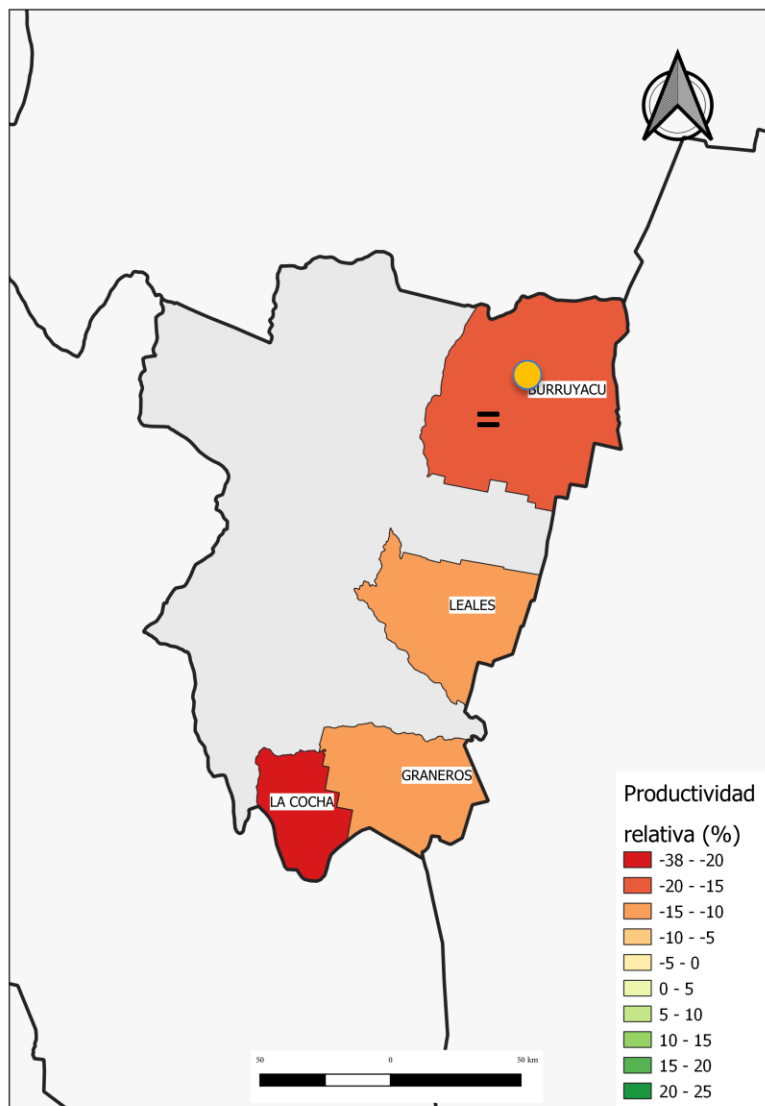 BURRUYACU
=
LEALES
GRANEROS
LA COCHA
Productividad
relativa (%)
-38 - -20
-20 - -15
-15 - -10
-10 - -5
-5 - 0
0 - 5
5 - 10
10 - 15
15 - 20
20 - 25
50 0 50 km